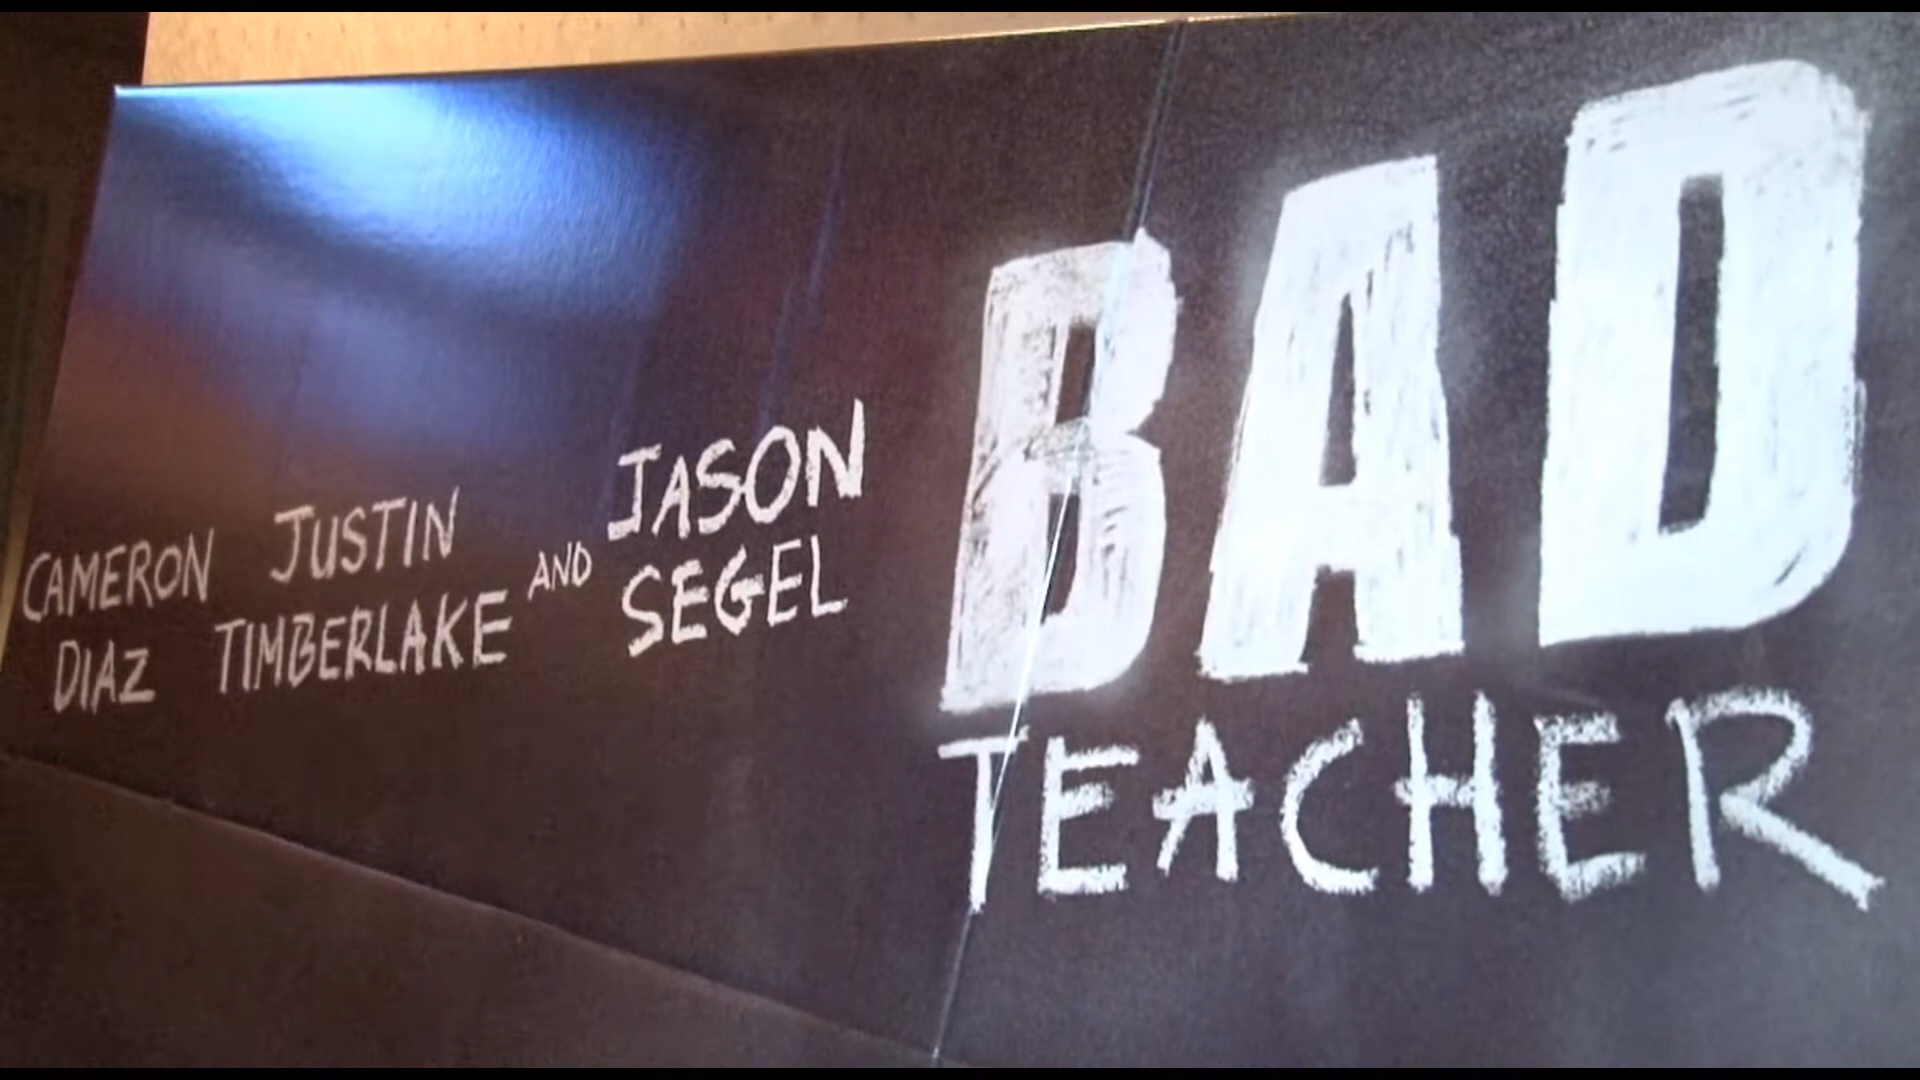 CAMERON
DIAZ
JUSTIN
TIMBERLAKE
AND
JASON
SEGEL
BAD
TEACHER